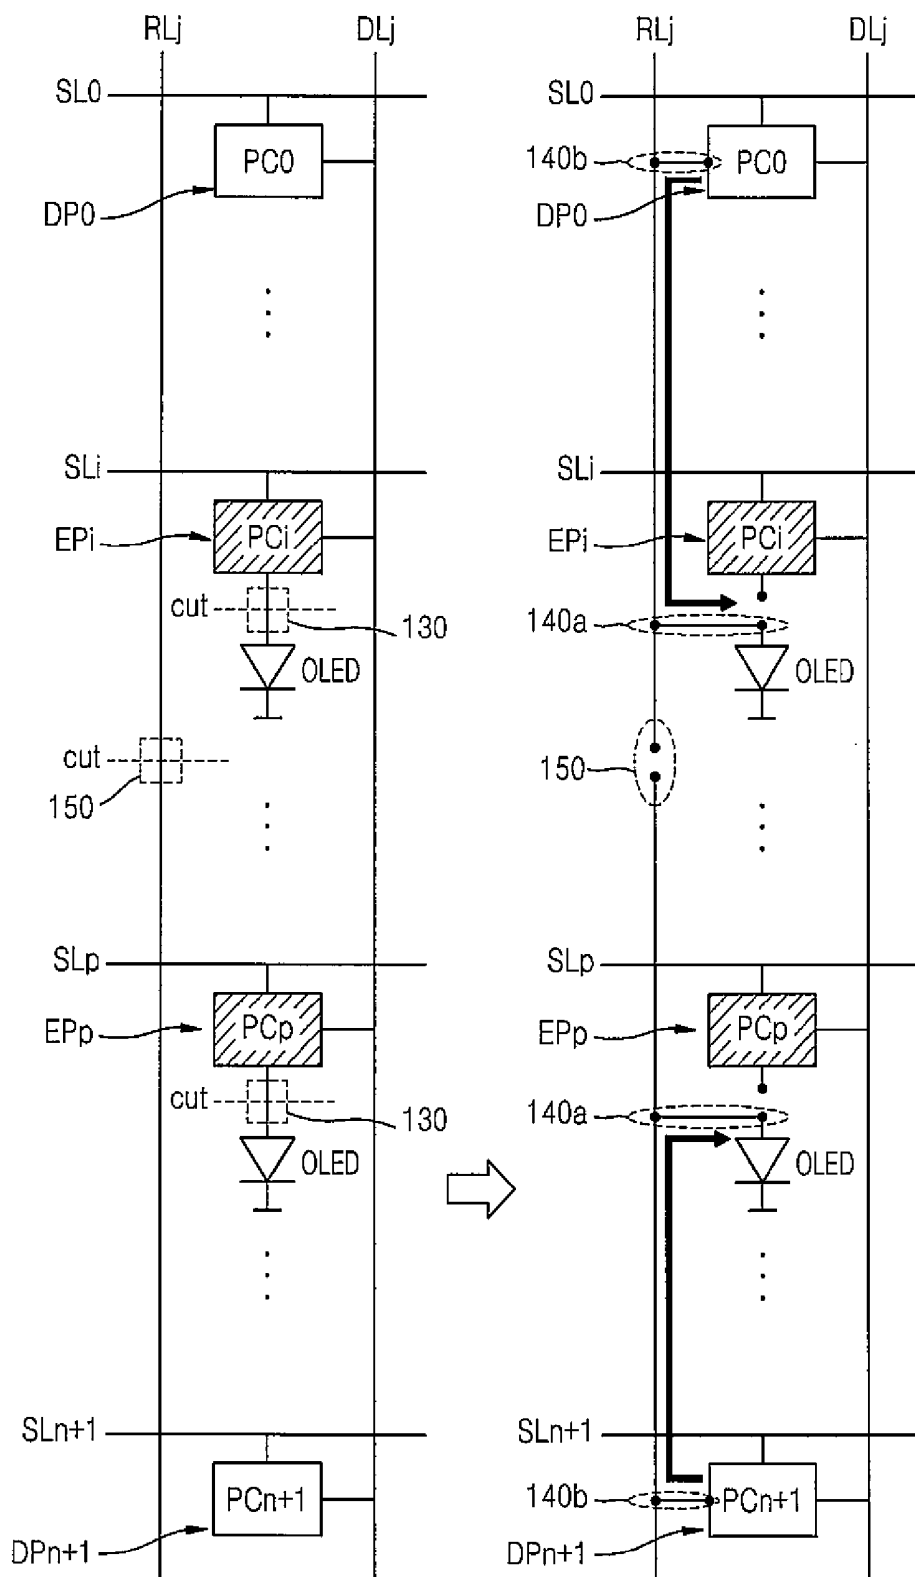 RLj DLj
SL0
PC0
DP0
SLi
PCi
EPi
cut
130
OLED
cut
150
SLp
PCp
EPp
cut
130
OLED
SLn+1
PCn+1
DPn+1
RLj DLj
SL0
140b
PC0
DP0
SLi
PCi
EPi
140a
OLED
150
SLp
PCp
EPp
140a
OLED
SLn+1
140b
PCn+1
DPn+1